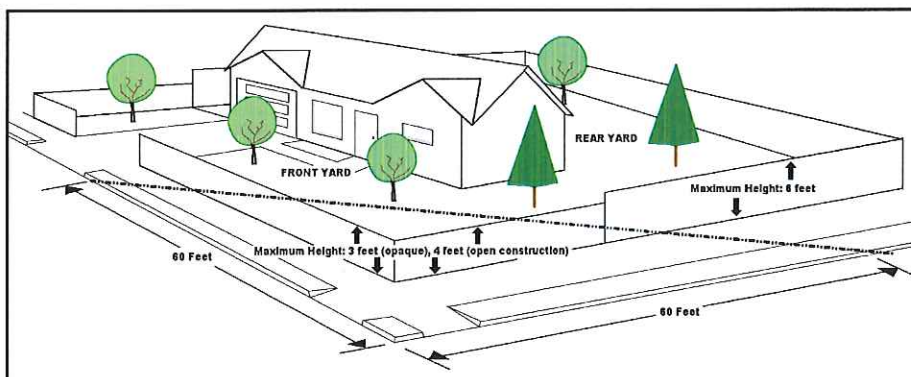 REAR YARD
FRONT YARD
Maximum Height: 6 feet
Maximum Height: 3 feet (opaque), 4 feet (open construction)
60 Feet
60 Feet